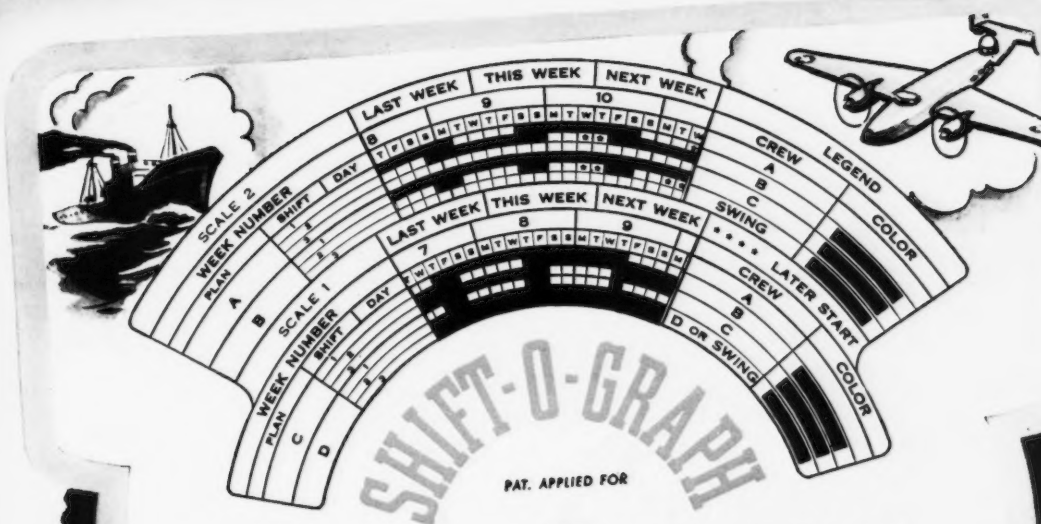 LAST WEEK THIS WEEK NEXT WEEK LEGEND
SCALE 2
WEEK NUMBER 8 9 10 CREW COLOR
PLAN SHIFT DAY T F S S M T W T F S S M T W T F S S M T W
A
B
A
B
C
SWING
**** LATER START
LAST WEEK THIS WEEK NEXT WEEK
SCALE 1
WEEK NUMBER 7 8 9 CREW COLOR
PLAN SHIFT DAY T W T F S S M T W T F S S M T W T F S S M
C
D
A
B
C
D OR SWING
SHIFT-O-GRAPH
PAT. APPLIED FOR